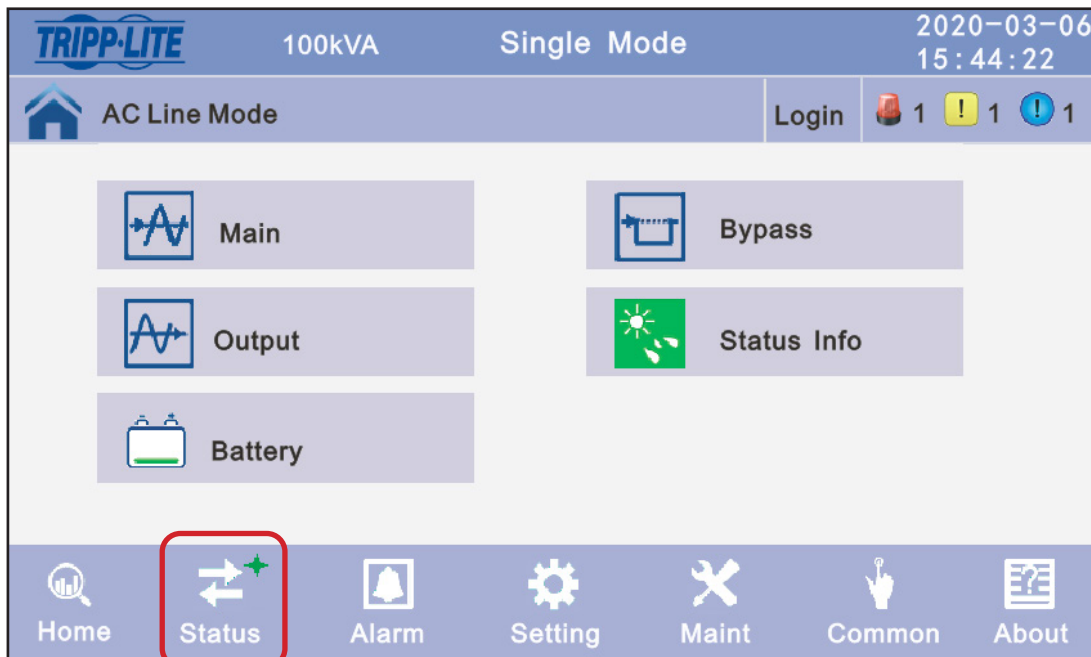 TRIPP·LITE 100kVA Single Mode 2020-03-06
15:44:22
AC Line Mode Login 1 ! 1 ! 1
Main Bypass
Output Status Info
Battery
Home Status Alarm Setting Maint Common About